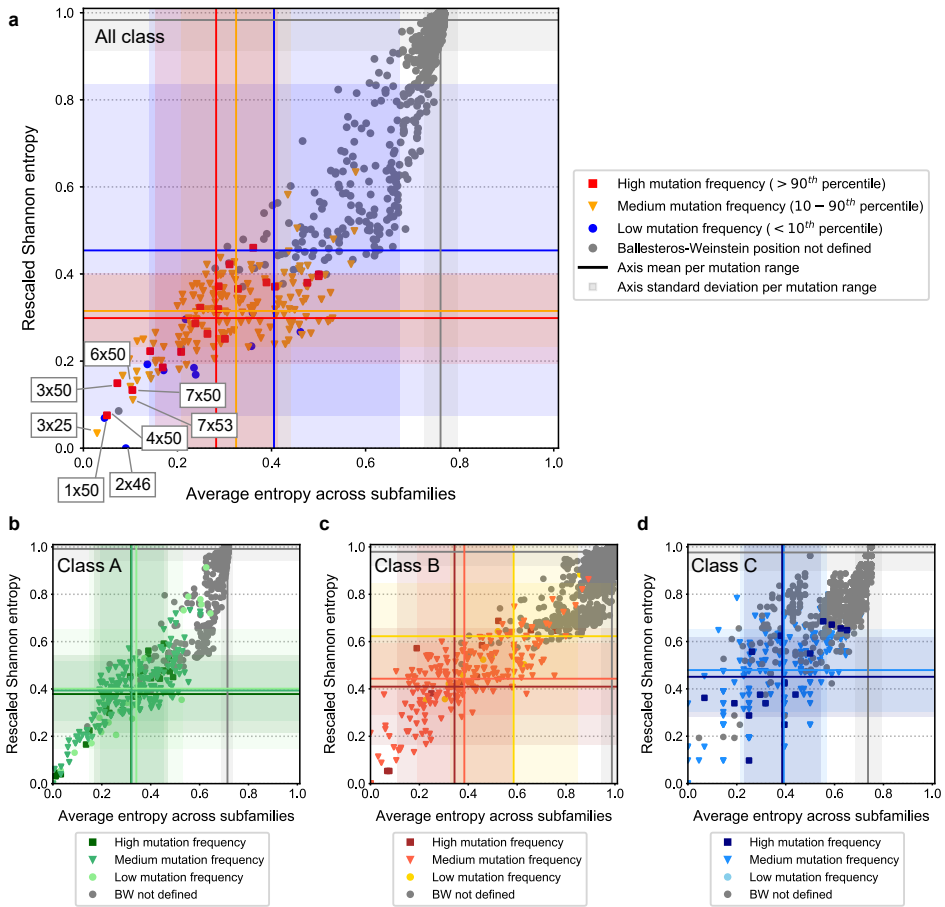 a
All class
1.0
0.8
0.6
0.4
0.2
0.0
Rescaled Shannon entropy
6x50
3x50
7x50
3x25
4x50
7x53
1x50
2x46
0.0
0.2
0.4
0.6
0.8
1.0
Average entropy across subfamilies
High mutation frequency (> 90th percentile)
Medium mutation frequency (10 − 90th percentile)
Low mutation frequency (< 10th percentile)
Ballesteros-Weinstein position not defined
Axis mean per mutation range
Axis standard deviation per mutation range
b
Class A
1.0
0.8
0.6
0.4
0.2
0.0
Rescaled Shannon entropy
0.0
0.2
0.4
0.6
0.8
1.0
Average entropy across subfamilies
High mutation frequency
Medium mutation frequency
Low mutation frequency
BW not defined
c
Class B
1.0
0.8
0.6
0.4
0.2
0.0
Rescaled Shannon entropy
0.0
0.2
0.4
0.6
0.8
1.0
Average entropy across subfamilies
High mutation frequency
Medium mutation frequency
Low mutation frequency
BW not defined
d
Class C
1.0
0.8
0.6
0.4
0.2
0.0
Rescaled Shannon entropy
0.0
0.2
0.4
0.6
0.8
1.0
Average entropy across subfamilies
High mutation frequency
Medium mutation frequency
Low mutation frequency
BW not defined